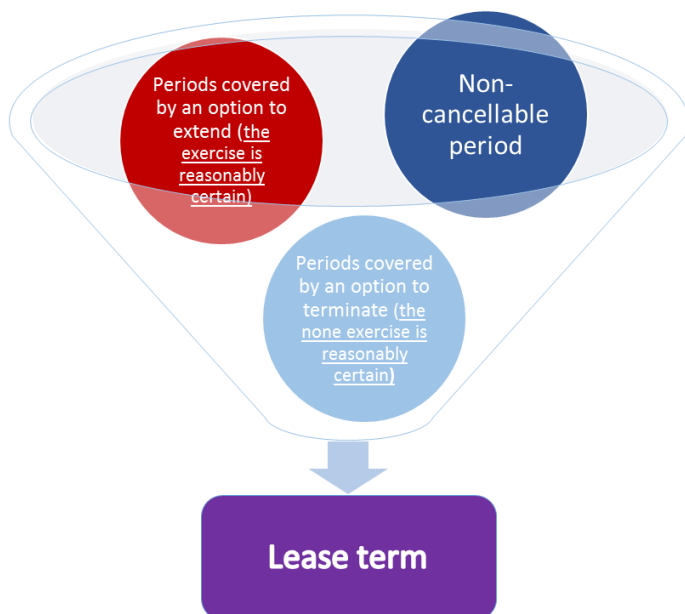 Periods covered
by an option to
extend (the
exercise is
reasonably
certain)
Non-
cancellable
period
Periods covered
by an option to
terminate (the
none exercise is
reasonably
certain)
Lease term